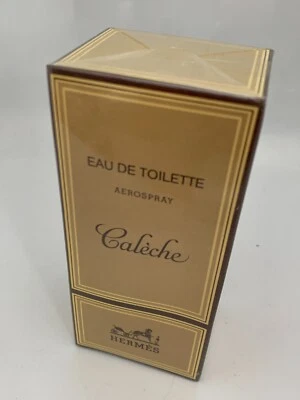 EAU DE TOILETTE
AEROSPRAY
Calèche
HERMÈS